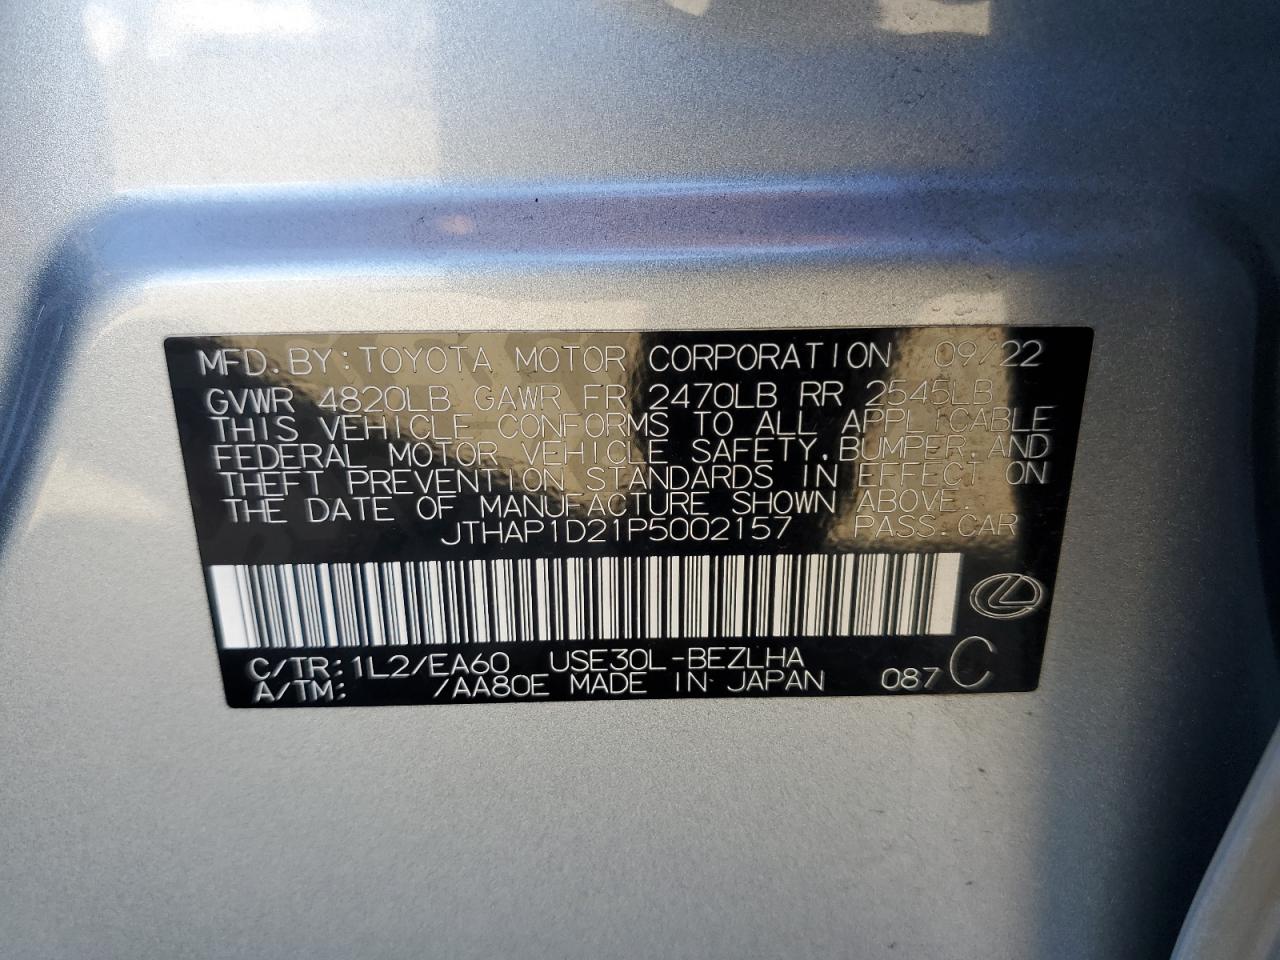 MFD.BY:TOYOTA MOTOR CORPORATION 09/22
GVWR 4820LB GAWR FR 2470LB RR 2545LB
THIS VEHICLE CONFORMS TO ALL APPLICABLE
FEDERAL MOTOR VEHICLE SAFETY,BUMPER,AND
THEFT PREVENTION STANDARDS IN EFFECT ON
THE DATE OF MANUFACTURE SHOWN ABOVE.
JTHAP1D21P5002157 PASS.CAR
C/TR:1L2/EA60 USE30L-BEZLHA
A/TM: /AA80E MADE IN JAPAN 087 C